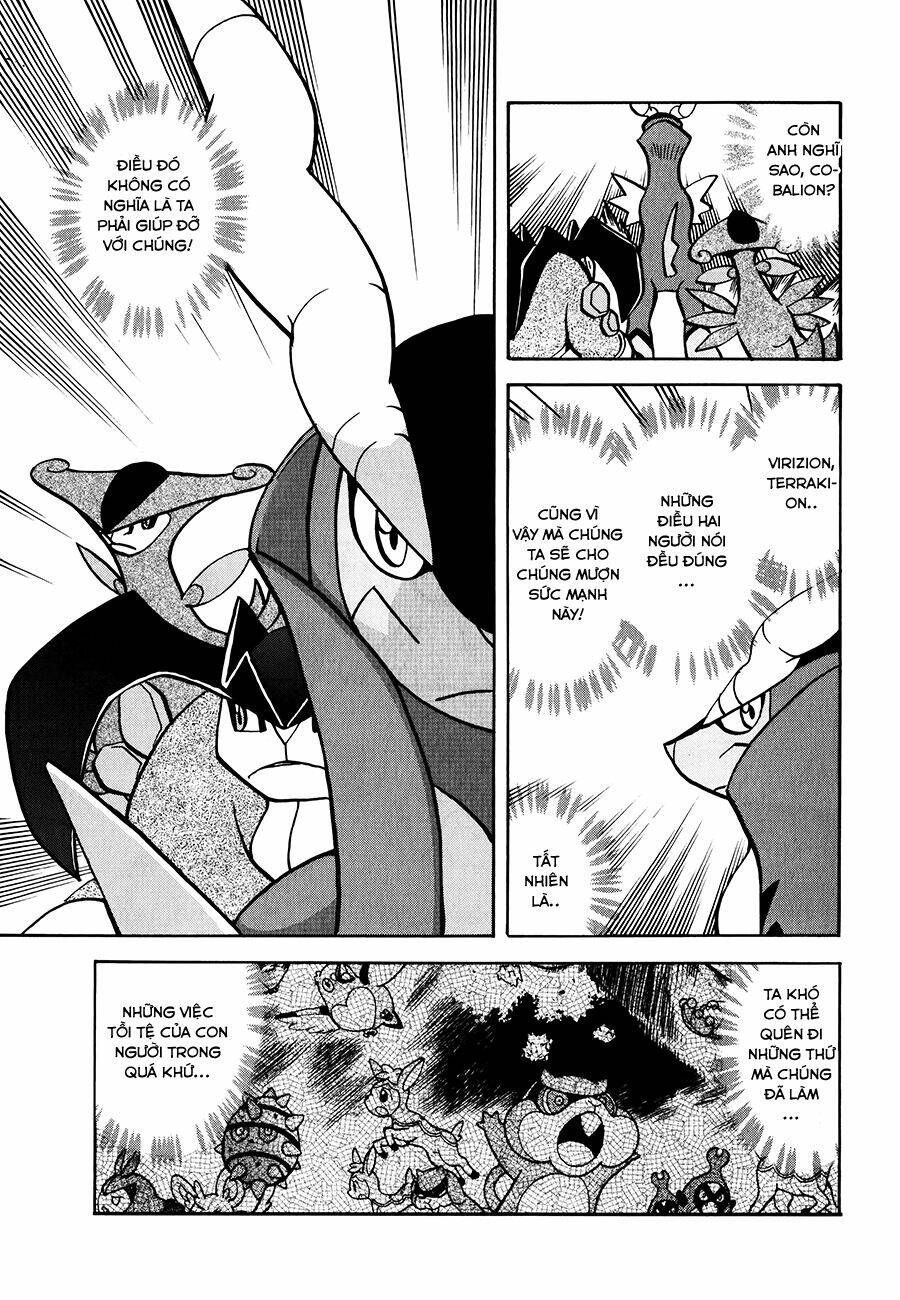 CÒN
ANH NGHĨ
SAO, CO-
BALION?
VIRIZION,
TERRAKI-
ON..
NHỮNG
ĐIỀU HAI
NGƯỜI NÓI
ĐỀU ĐÚNG
...
CŨNG VÌ
VẬY MÀ CHÚNG
TA SẼ CHO
CHÚNG MƯỢN
SỨC MẠNH
NÀY!
TẤT
NHIÊN
LÀ..
ĐIỀU ĐÓ
KHÔNG CÓ
NGHĨA LÀ TA
PHẢI GIÚP ĐỠ
VỚI CHÚNG!
TA KHÓ
CÓ THỂ
QUÊN ĐI
NHỮNG THỨ
MÀ CHÚNG
ĐÃ LÀM
...
NHỮNG VIỆC
TỒI TỆ CỦA CON
NGƯỜI TRONG
QUÁ KHỨ...